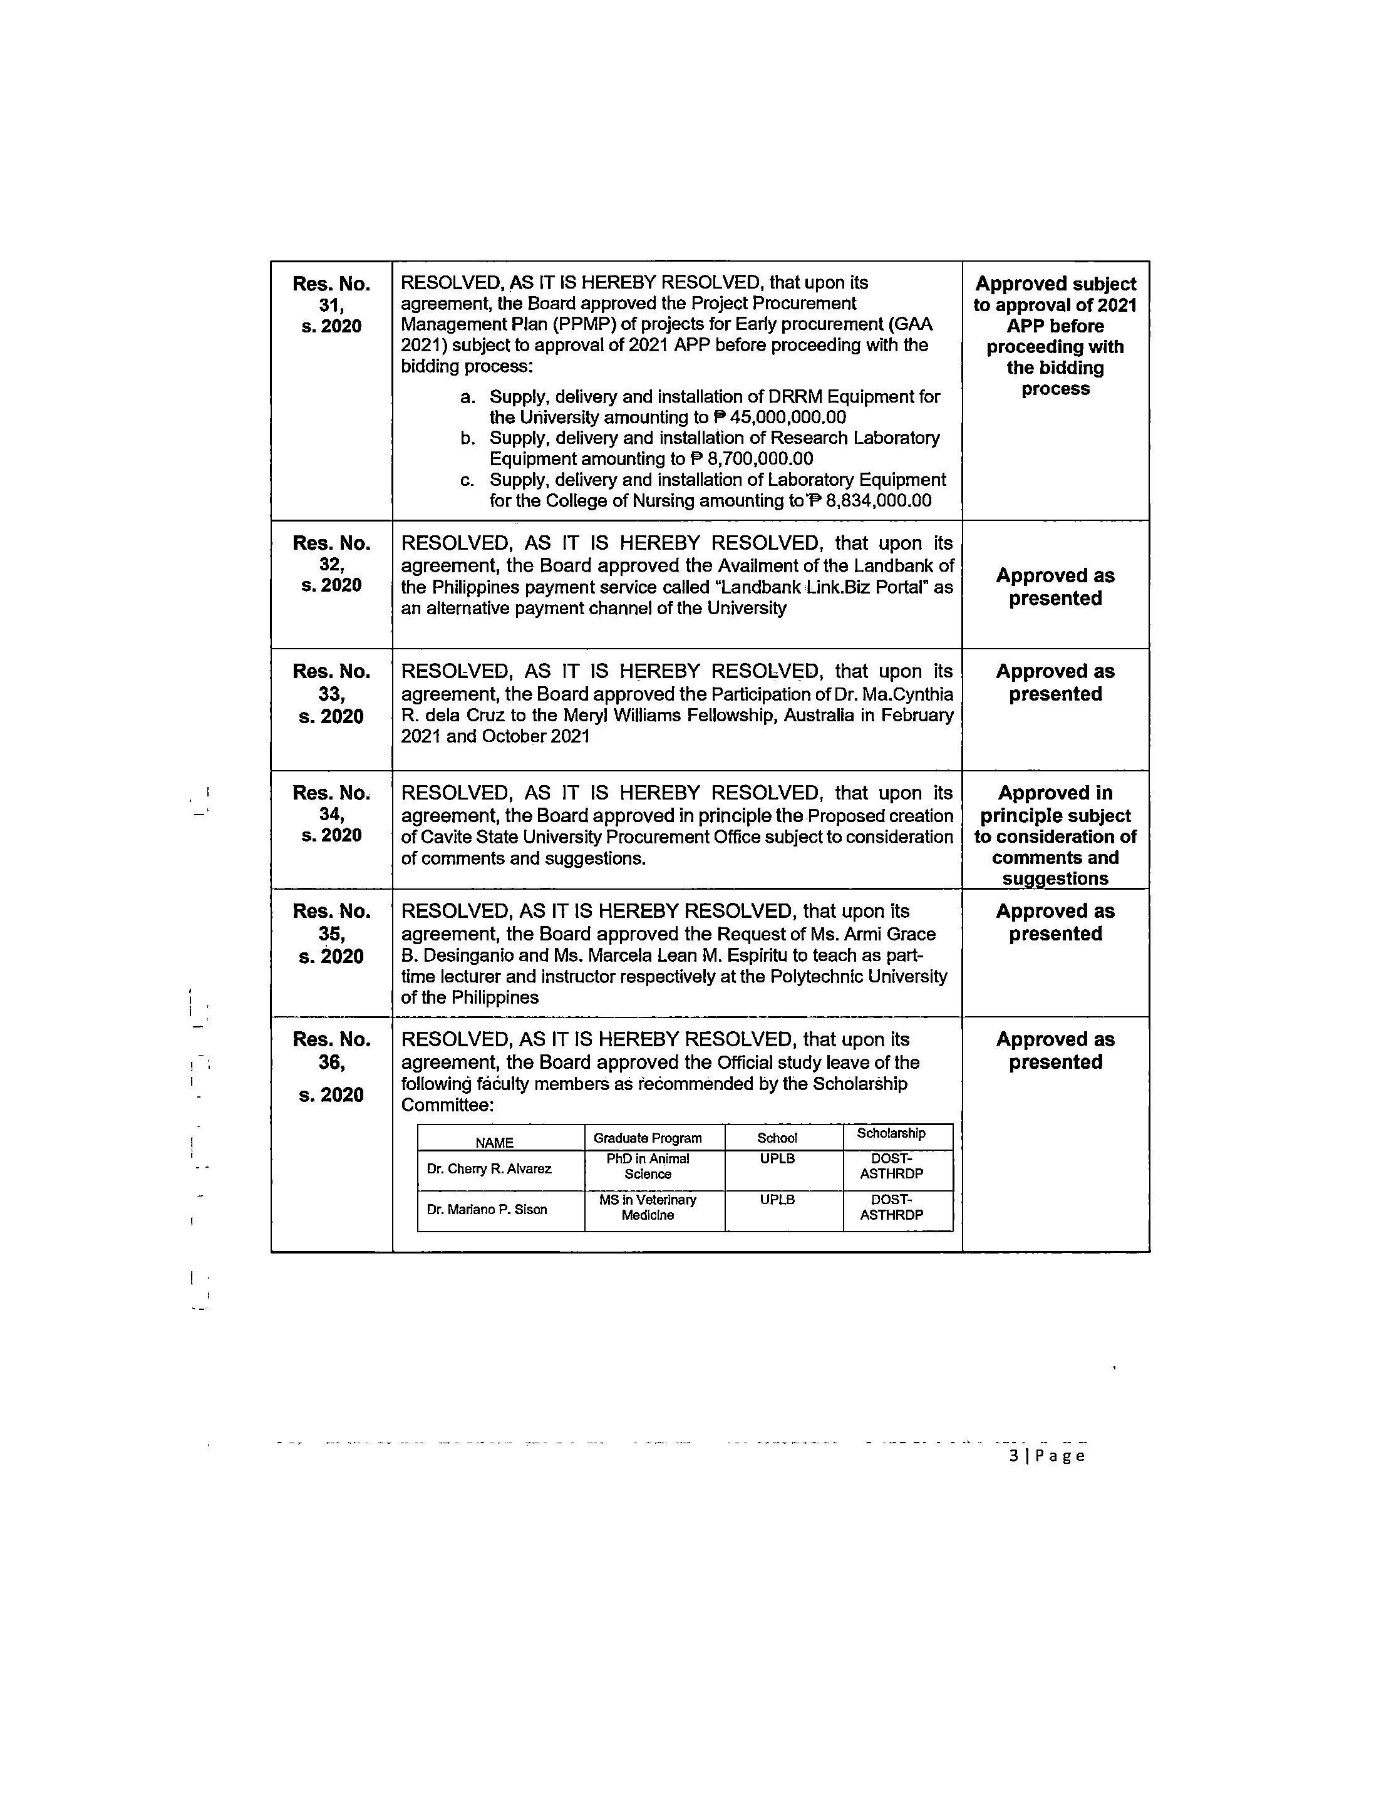 Res. No.
31,
s. 2020
RESOLVED, AS IT IS HEREBY RESOLVED, that upon its
agreement, the Board approved the Project Procurement
Management Plan (PPMP) of projects for Early procurement (GAA
2021) subject to approval of 2021 APP before proceeding with the
bidding process:
a. Supply, delivery and installation of DRRM Equipment for
the University amounting to ₱ 45,000,000.00
b. Supply, delivery and installation of Research Laboratory
Equipment amounting to ₱ 8,700,000.00
c. Supply, delivery and installation of Laboratory Equipment
for the College of Nursing amounting to ₱ 8,834,000.00
Approved subject
to approval of 2021
APP before
proceeding with
the bidding
process
Res. No.
32,
s. 2020
RESOLVED, AS IT IS HEREBY RESOLVED, that upon its
agreement, the Board approved the Availment of the Landbank of
the Philippines payment service called "Landbank Link.Biz Portal" as
an alternative payment channel of the University
Approved as
presented
Res. No.
33,
s. 2020
RESOLVED, AS IT IS HEREBY RESOLVED, that upon its
agreement, the Board approved the Participation of Dr. Ma.Cynthia
R. dela Cruz to the Meryl Williams Fellowship, Australia in February
2021 and October 2021
Approved as
presented
Res. No.
34,
s. 2020
RESOLVED, AS IT IS HEREBY RESOLVED, that upon its
agreement, the Board approved in principle the Proposed creation
of Cavite State University Procurement Office subject to consideration
of comments and suggestions.
Approved in
principle subject
to consideration of
comments and
suggestions
Res. No.
35,
s. 2020
RESOLVED, AS IT IS HEREBY RESOLVED, that upon its
agreement, the Board approved the Request of Ms. Armi Grace
B. Desinganio and Ms. Marcela Lean M. Espiritu to teach as part-
time lecturer and instructor respectively at the Polytechnic University
of the Philippines
Approved as
presented
Res. No.
36,
s. 2020
RESOLVED, AS IT IS HEREBY RESOLVED, that upon its
agreement, the Board approved the Official study leave of the
following faculty members as recommended by the Scholarship
Committee:
NAME Graduate Program School Scholarship
Dr. Cherry R. Alvarez PhD in Animal Science UPLB DOST-ASTHRDP
Dr. Mariano P. Sison MS in Veterinary Medicine UPLB DOST-ASTHRDP
Approved as
presented
3 | P a g e